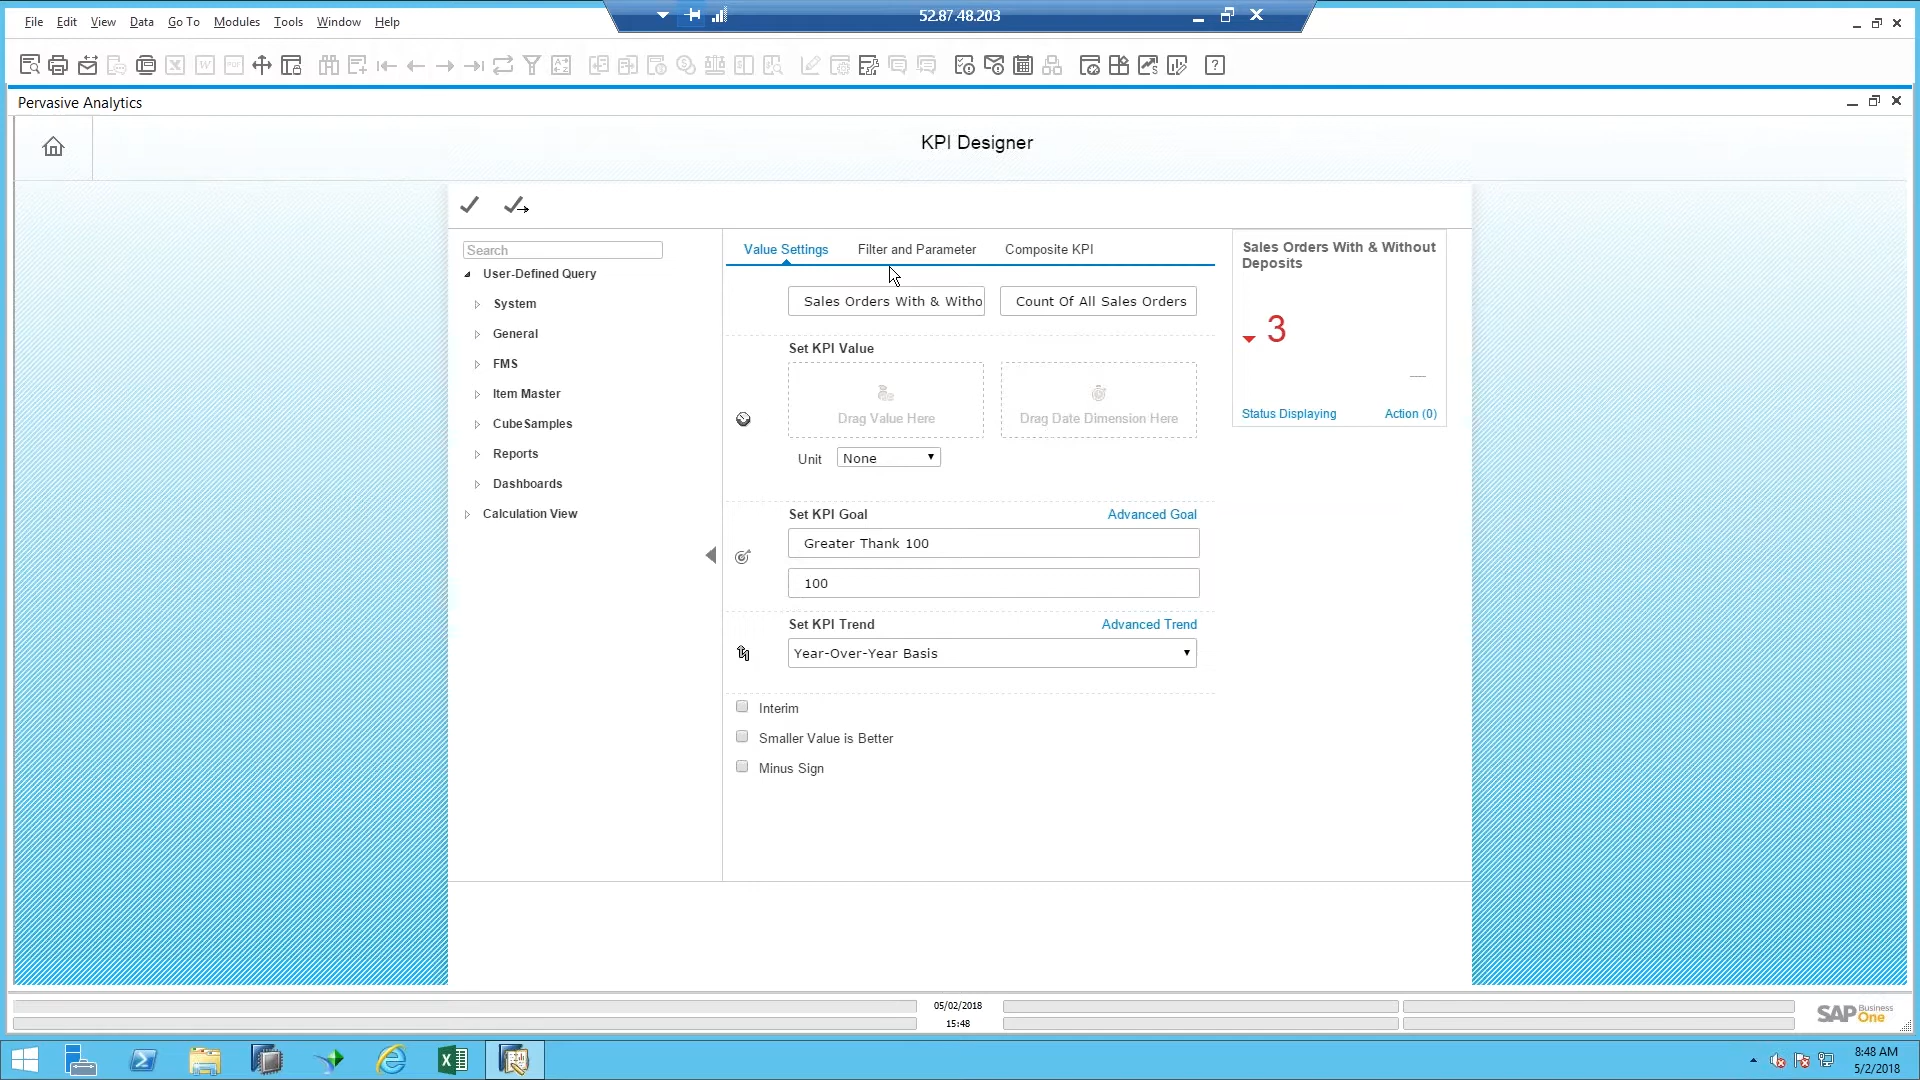 52.87.48.203
File Edit View Data Go To Modules Tools Window Help
Pervasive Analytics
KPI Designer
Search
User-Defined Query
System
General
FMS
Item Master
CubeSamples
Reports
Dashboards
Calculation View
Value Settings Filter and Parameter Composite KPI
Sales Orders With & Witho Count Of All Sales Orders
Set KPI Value
Drag Value Here Drag Date Dimension Here
Unit None
Set KPI Goal Advanced Goal
Greater Thank 100
100
Set KPI Trend Advanced Trend
Year-Over-Year Basis
Interim
Smaller Value is Better
Minus Sign
Sales Orders With & Without
Deposits
3
Status Displaying Action (0)
05/02/2018
15:48
SAP Business One
8:48 AM
5/2/2018